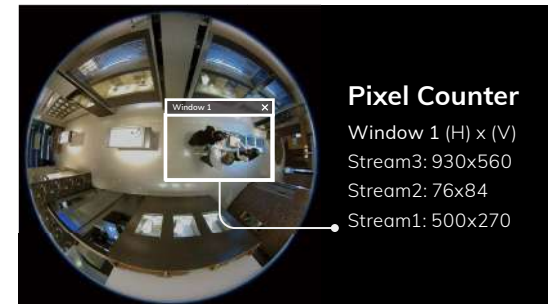 Window 1
Pixel Counter
Window 1 (H) x (V)
Stream3: 930x560
Stream2: 76x84
Stream1: 500x270